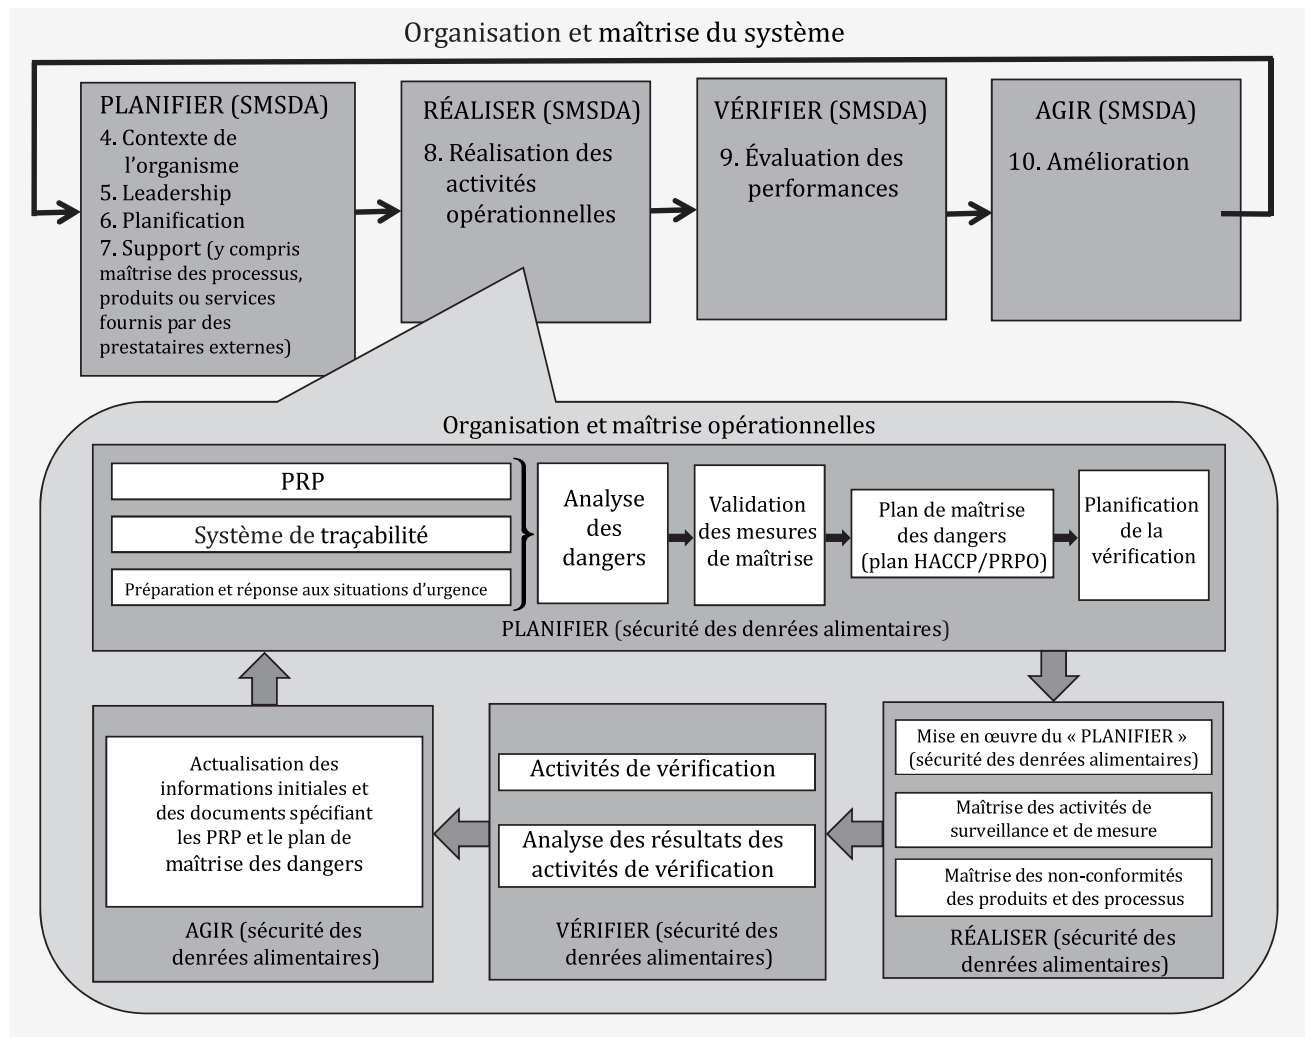 Organisation et maîtrise du système
PLANIFIER (SMSDA)
4. Contexte de
l’organisme
5. Leadership
6. Planification
7. Support (y compris
maîtrise des processus,
produits ou services
fournis par des
prestataires externes)
RÉALISER (SMSDA)
8. Réalisation des
activités
opérationnelles
VÉRIFIER (SMSDA)
9. Évaluation des
performances
AGIR (SMSDA)
10. Amélioration
Organisation et maîtrise opérationnelles
PRP
Système de traçabilité
Préparation et réponse aux situations d’urgence
Analyse
des
dangers
Validation
des mesures
de maîtrise
Plan de maîtrise
des dangers
(plan HACCP/PRPO)
Planification
de la
vérification
PLANIFIER (sécurité des denrées alimentaires)
Actualisation des
informations initiales et
des documents spécifiant
les PRP et le plan de
maîtrise des dangers
AGIR (sécurité des
denrées alimentaires)
Activités de vérification
Analyse des résultats des
activités de vérification
VÉRIFIER (sécurité des
denrées alimentaires)
Mise en œuvre du « PLANIFIER »
(sécurité des denrées alimentaires)
Maîtrise des activités de
surveillance et de mesure
Maîtrise des non-conformités
des produits et des processus
RÉALISER (sécurité des
denrées alimentaires)